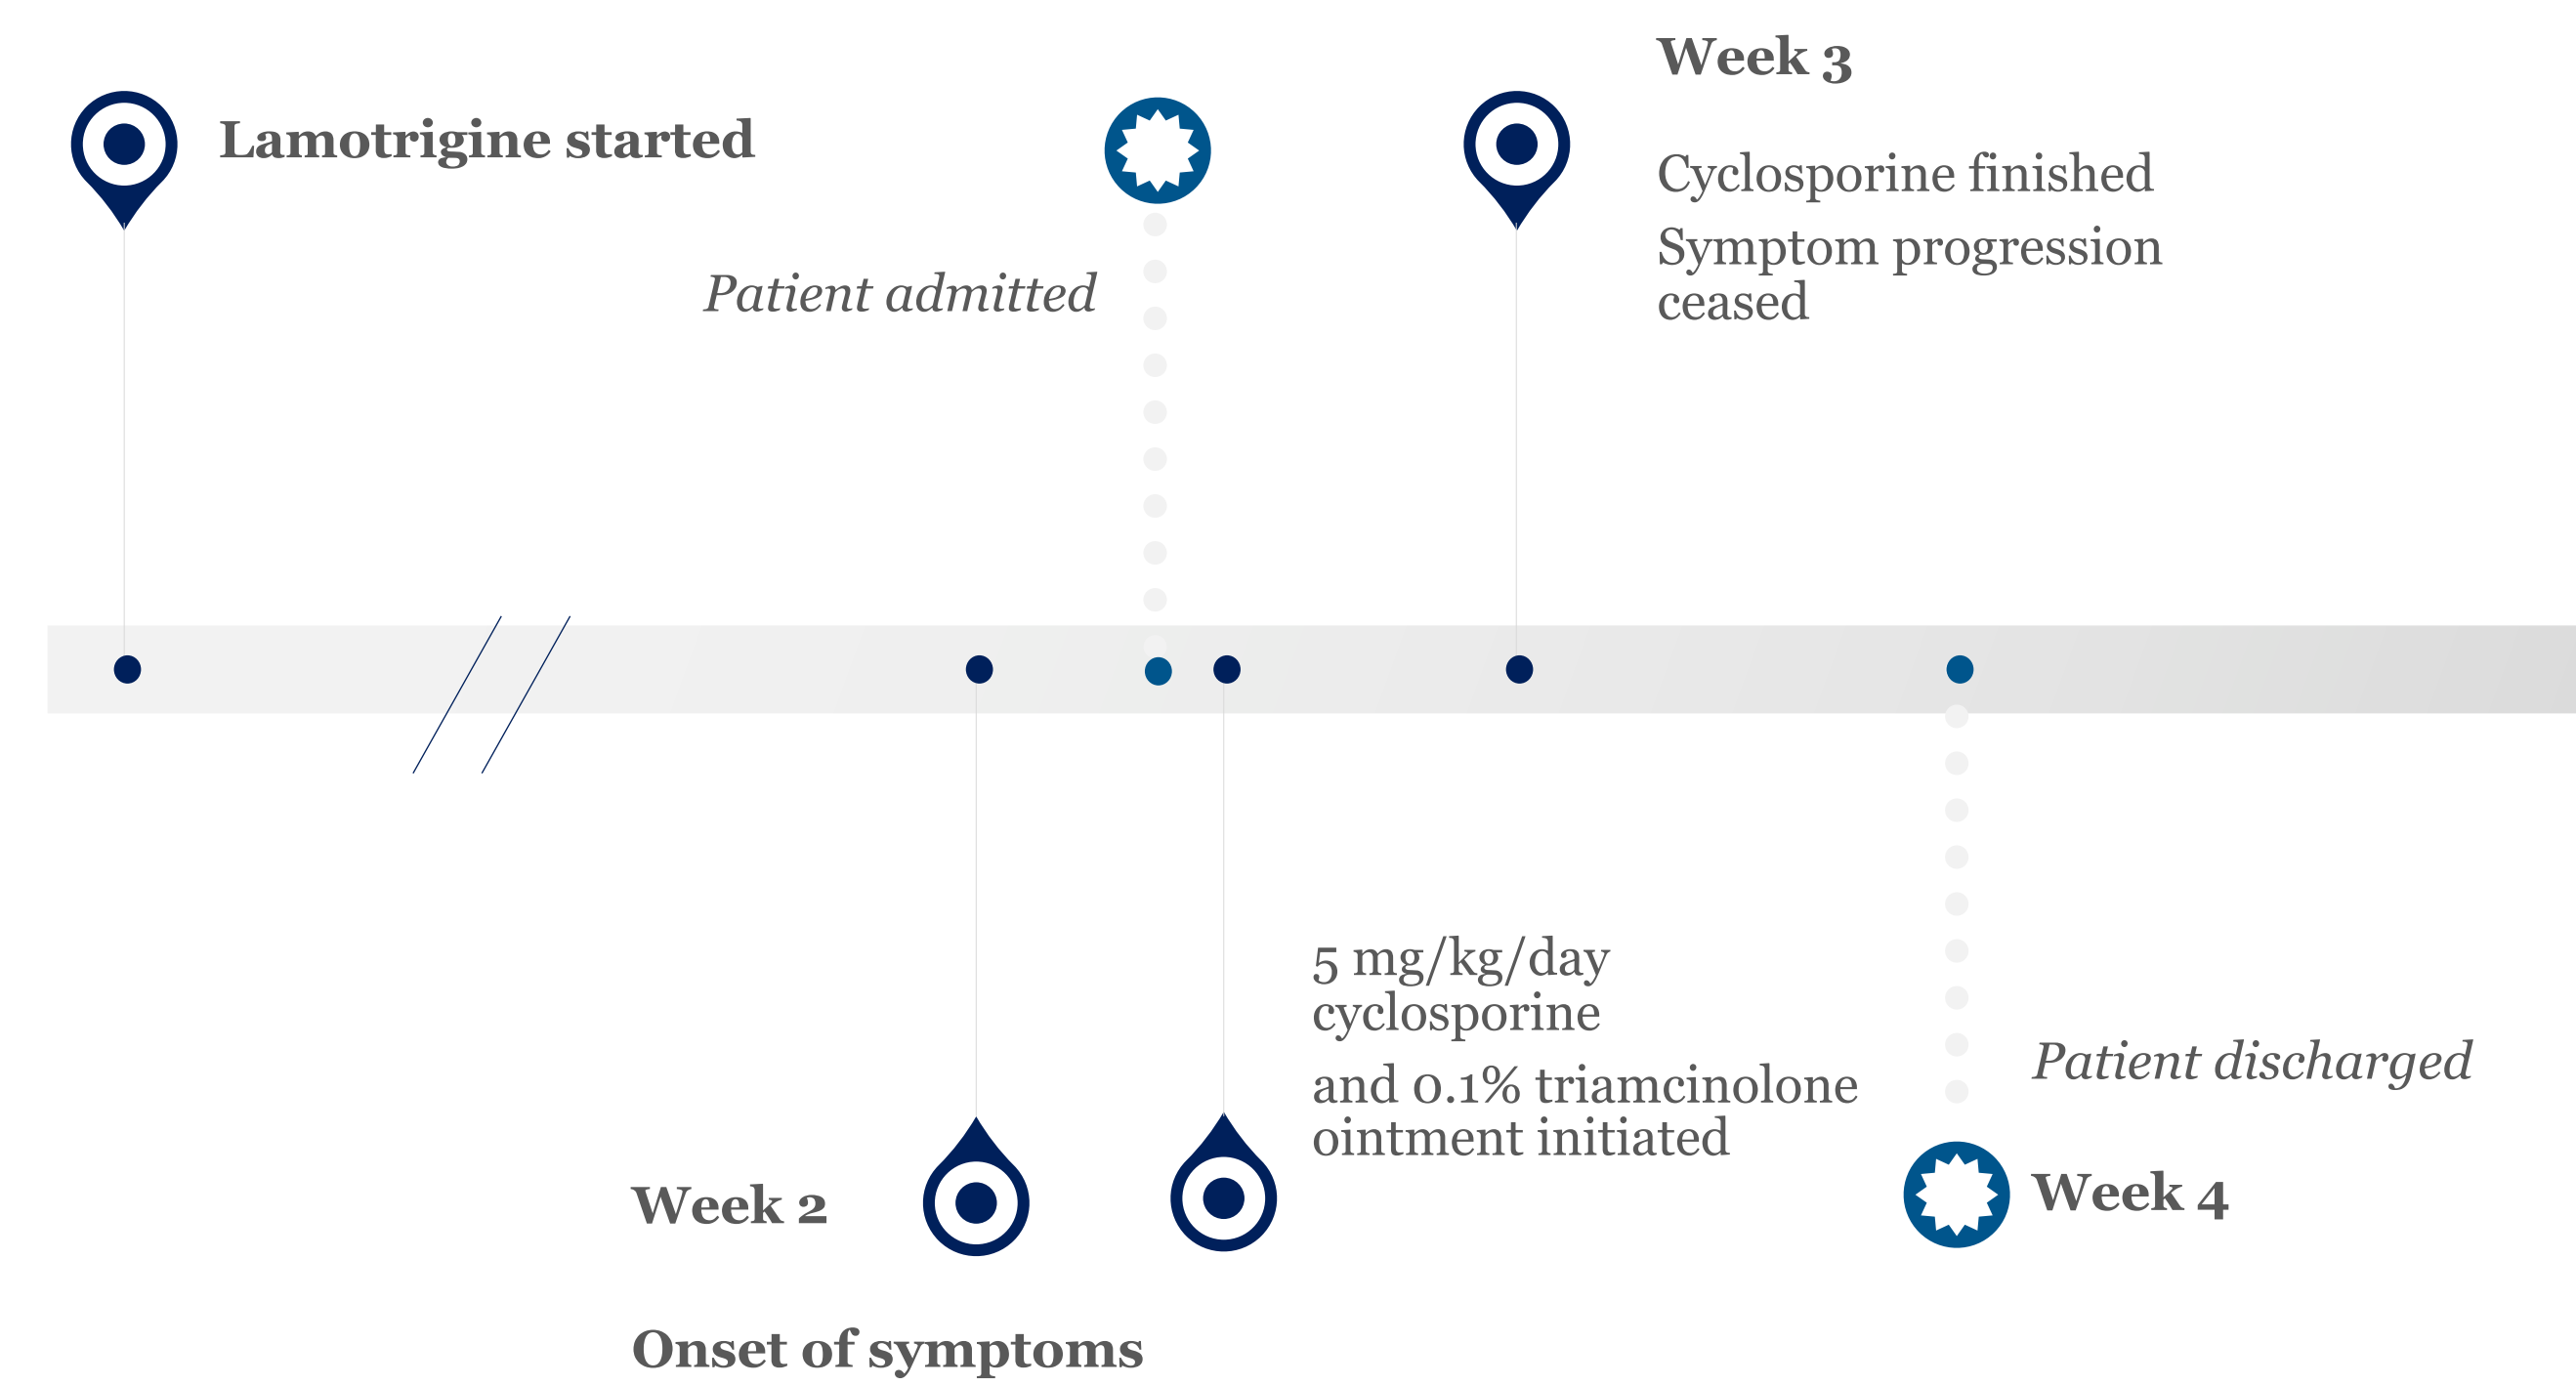 Lamotrigine started
Patient admitted
Week 3
Cyclosporine finished
Symptom progression
ceased
Week 2
Onset of symptoms
5 mg/kg/day
cyclosporine
and 0.1% triamcinolone
ointment initiated
Patient discharged
Week 4